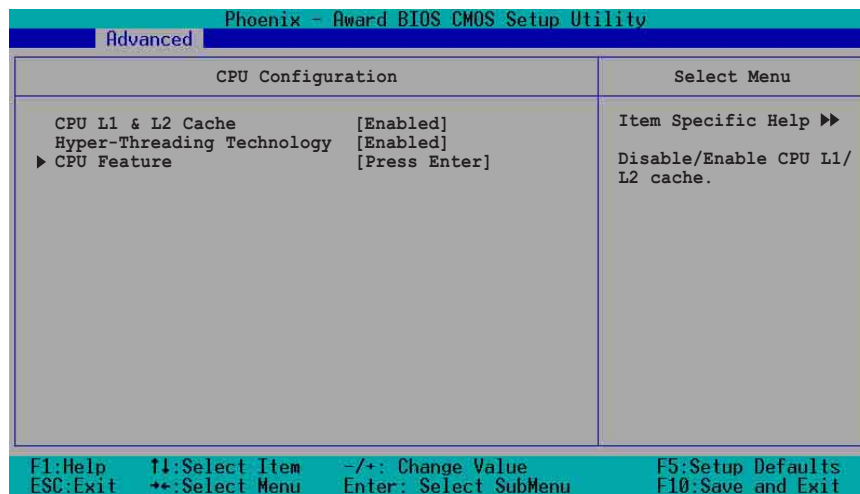 Phoenix - Award BIOS CMOS Setup Utility
Advanced
CPU Configuration
Select Menu
CPU L1 & L2 Cache [Enabled]
Hyper-Threading Technology [Enabled]
▶ CPU Feature [Press Enter]
Item Specific Help ▶▶
Disable/Enable CPU L1/
L2 cache.
F1:Help ↑↓:Select Item -/+: Change Value F5:Setup Defaults
ESC:Exit →←:Select Menu Enter: Select SubMenu F10:Save and Exit